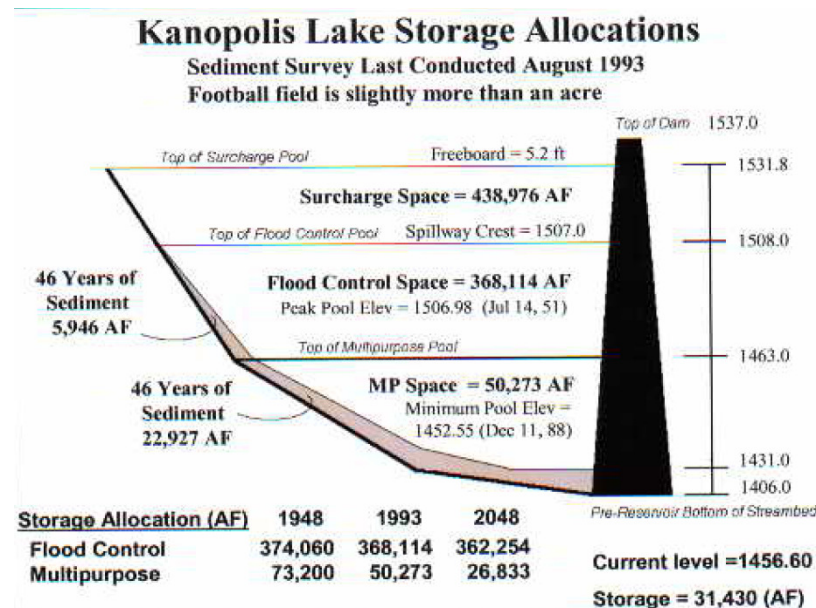 Kanopolis Lake Storage Allocations
Sediment Survey Last Conducted August 1993
Football field is slightly more than an acre
Top of Dam 1537.0
Top of Surcharge Pool
Freeboard = 5.2 ft
1531.8
Surcharge Space = 438,976 AF
Top of Flood Control Pool
Spillway Crest = 1507.0
1508.0
46 Years of
Sediment
5,946 AF
Flood Control Space = 368,114 AF
Peak Pool Elev = 1506.98 (Jul 14, 51)
Top of Multipurpose Pool
1463.0
46 Years of
Sediment
22,927 AF
MP Space = 50,273 AF
Minimum Pool Elev =
1452.55 (Dec 11, 88)
1431.0
1406.0
Pre-Reservoir Bottom of Streambed
Storage Allocation (AF) 1948 1993 2048
Flood Control 374,060 368,114 362,254
Multipurpose 73,200 50,273 26,833
Current level =1456.60
Storage = 31,430 (AF)